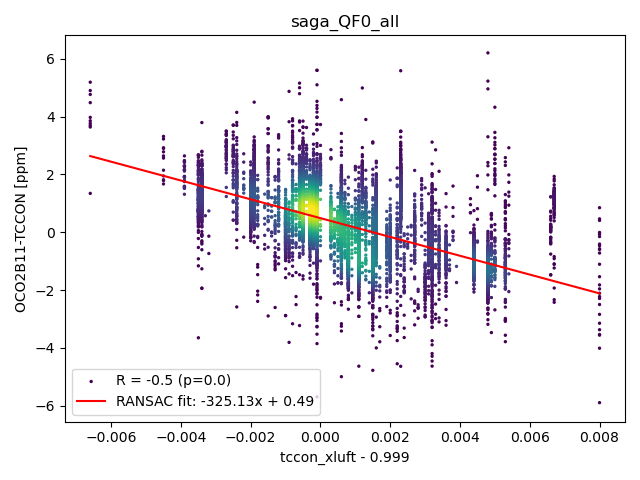 saga_QF0_all
OCO2B11-TCCON [ppm]
6
4
2
0
−2
−4
−6
R = -0.5 (p=0.0)
RANSAC fit: -325.13x + 0.49
−0.006 −0.004 −0.002 0.000 0.002 0.004 0.006 0.008
tccon_xluft - 0.999